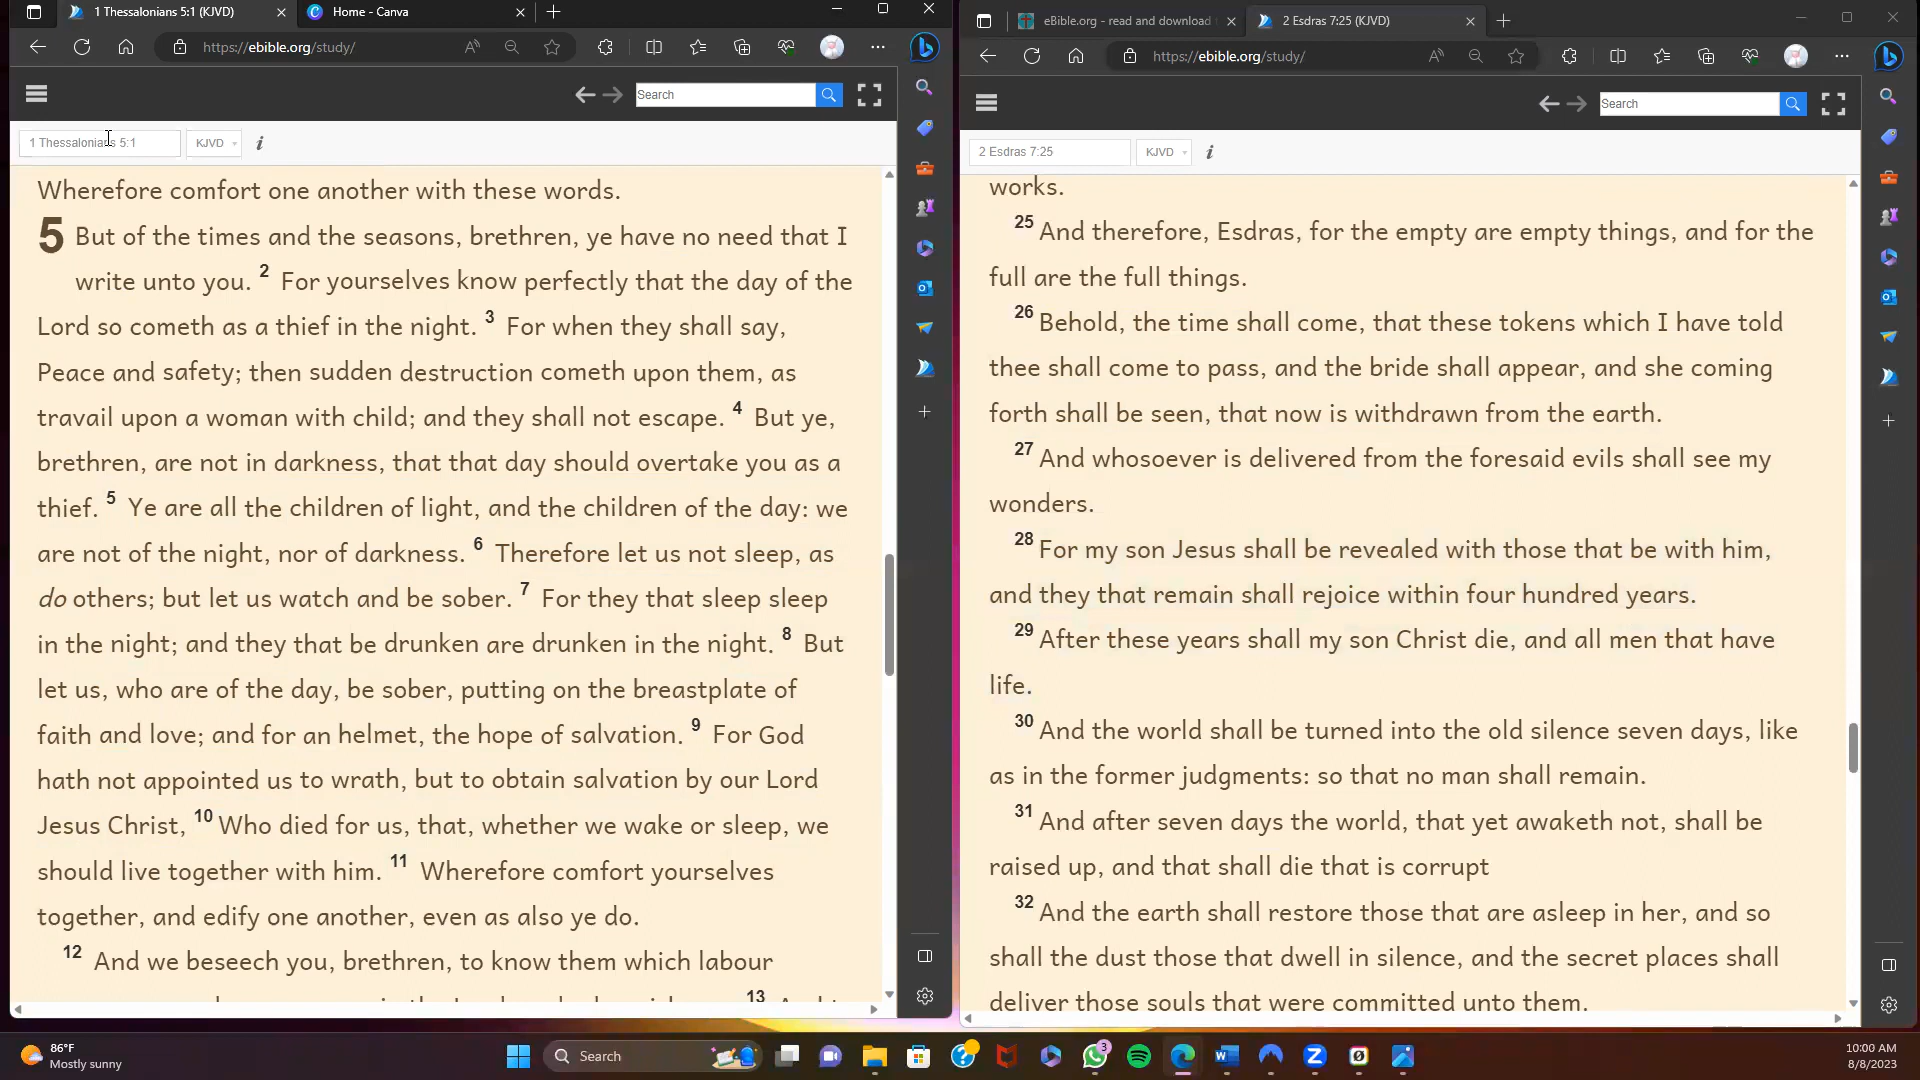 1 Thessalonians 5:1 (KJVD)
Home - Canva
https://ebible.org/study/
Search
1 Thessalonians 5:1
KJVD
i
Wherefore comfort one another with these words.
5 But of the times and the seasons, brethren, ye have no need that I
write unto you. 2 For yourselves know perfectly that the day of the
Lord so cometh as a thief in the night. 3 For when they shall say,
Peace and safety; then sudden destruction cometh upon them, as
travail upon a woman with child; and they shall not escape. 4 But ye,
brethren, are not in darkness, that that day should overtake you as a
thief. 5 Ye are all the children of light, and the children of the day: we
are not of the night, nor of darkness. 6 Therefore let us not sleep, as
do others; but let us watch and be sober. 7 For they that sleep sleep
in the night; and they that be drunken are drunken in the night. 8 But
let us, who are of the day, be sober, putting on the breastplate of
faith and love; and for an helmet, the hope of salvation. 9 For God
hath not appointed us to wrath, but to obtain salvation by our Lord
Jesus Christ, 10 Who died for us, that, whether we wake or sleep, we
should live together with him. 11 Wherefore comfort yourselves
together, and edify one another, even as also ye do.
12 And we beseech you, brethren, to know them which labour
13
eBible.org - read and download
2 Esdras 7:25 (KJVD)
https://ebible.org/study/
Search
2 Esdras 7:25
KJVD
i
works.
25 And therefore, Esdras, for the empty are empty things, and for the
full are the full things.
26 Behold, the time shall come, that these tokens which I have told
thee shall come to pass, and the bride shall appear, and she coming
forth shall be seen, that now is withdrawn from the earth.
27 And whosoever is delivered from the foresaid evils shall see my
wonders.
28 For my son Jesus shall be revealed with those that be with him,
and they that remain shall rejoice within four hundred years.
29 After these years shall my son Christ die, and all men that have
life.
30 And the world shall be turned into the old silence seven days, like
as in the former judgments: so that no man shall remain.
31 And after seven days the world, that yet awaketh not, shall be
raised up, and that shall die that is corrupt
32 And the earth shall restore those that are asleep in her, and so
shall the dust those that dwell in silence, and the secret places shall
deliver those souls that were committed unto them.
86°F
Mostly sunny
Search
3
10:00 AM
8/8/2023